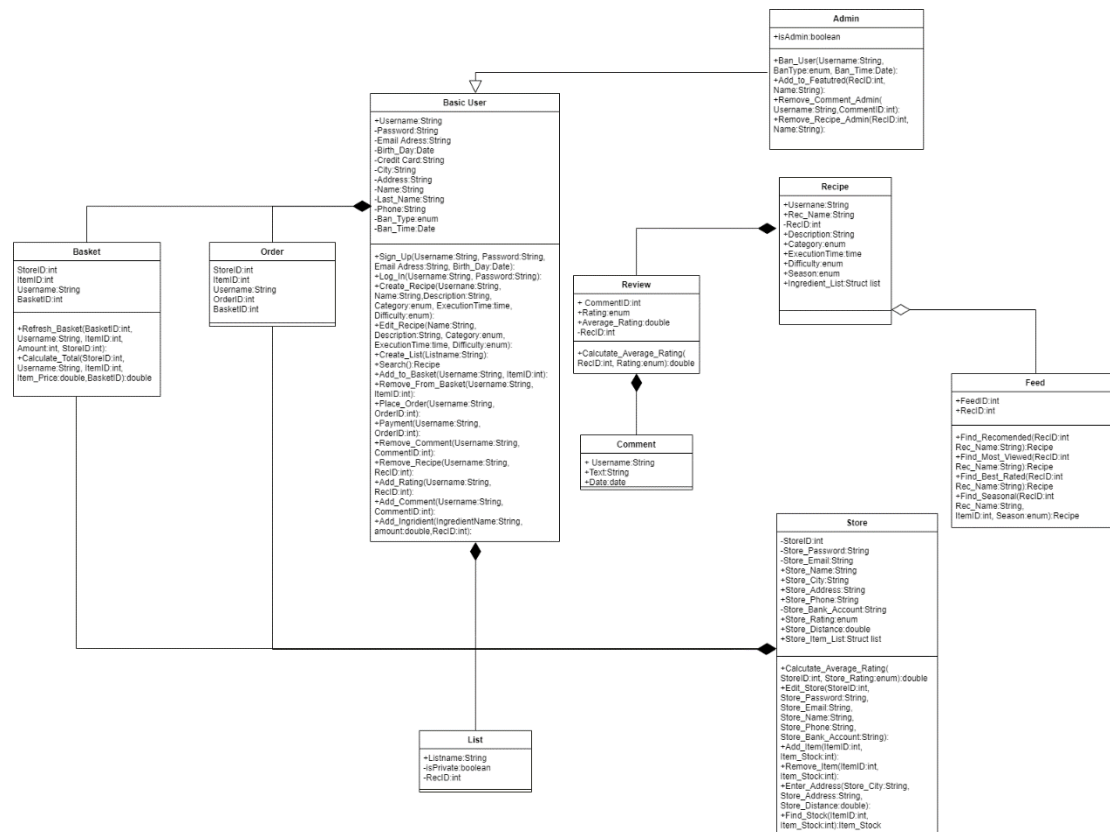 Admin
+isAdmin:boolean
+Ban_User(Username:String,
BanType:enum, Ban_Time:Date):
+Add_to_Featutred(RecID:int,
Name:String):
+Remove_Comment_Admin(
Username:String,CommentID:int):
+Remove_Recipe_Admin(RecID:int,
Name:String):
Basic User
+Username:String
-Password:String
-Email Adress:String
-Birth_Day:Date
-Credit Card:String
-City:String
-Address:String
-Name:String
-Last_Name:String
-Phone:String
-Ban_Type:enum
-Ban_Time:Date
+Sign_Up(Username:String, Password:String,
Email Adress:String, Birth_Day:Date):
+Log_In(Username:String, Password:String):
+Create_Recipe(Username:String,
Name:String,Description:String,
Category:enum, ExecutionTime:time,
Difficulty:enum):
+Edit_Recipe(Name:String,
Description:String, Category:enum,
ExecutionTime:time, Difficulty:enum):
+Create_List(Listname:String):
+Search():Recipe
+Add_to_Basket(Username:String, ItemID:int):
+Remove_From_Basket(Username:String,
ItemID:int):
+Place_Order(Username:String,
OrderID:int):
+Payment(Username:String,
OrderID:int):
+Remove_Comment(Username:String,
CommentID:int):
+Remove_Recipe(Username:String,
RecID:int):
+Add_Rating(Username:String,
RecID:int):
+Add_Comment(Username:String,
CommentID:int):
+Add_Ingridient(IngredientName:String,
amount:double,RecID:int):
Recipe
+Username:String
+Rec_Name:String
-RecID:int
+Description:String
+Category:enum
+ExecutionTime:time
+Difficulty:enum
+Season:enum
+Ingredient_List:Struct list
Basket
StoreID:int
ItemID:int
Username:String
BasketID:int
+Refresh_Basket(BasketID:int,
Username:String, ItemID:int,
Amount:int, StoreID:int):
+Calculate_Total(StoreID:int,
Username:String, ItemID:int,
Item_Price:double,BasketID):double
Order
StoreID:int
ItemID:int
Username:String
OrderID:int
BasketID:int
Review
+ CommentID:int
+Rating:enum
+Average_Rating:double
-RecID:int
+Calcutate_Average_Rating(
RecID:int, Rating:enum):double
Comment
+ Username:String
+Text:String
+Date:date
Feed
+FeedID:int
+RecID:int
+Find_Recomended(RecID:int
Rec_Name:String):Recipe
+Find_Most_Viewed(RecID:int
Rec_Name:String):Recipe
+Find_Best_Rated(RecID:int
Rec_Name:String):Recipe
+Find_Seasonal(RecID:int
Rec_Name:String,
ItemID:int, Season:enum):Recipe
Store
-StoreID:int
-Store_Password:String
-Store_Email:String
+Store_Name:String
+Store_City:String
+Store_Address:String
+Store_Phone:String
-Store_Bank_Account:String
+Store_Rating:enum
+Store_Distance:double
+Store_Item_List:Struct list
+Calcutate_Average_Rating(
StoreID:int, Store_Rating:enum):double
+Edit_Store(StoreID:int,
Store_Password:String,
Store_Email:String,
Store_Name:String,
Store_Phone:String,
Store_Bank_Account:String):
+Add_Item(ItemID:int,
Item_Stock:int):
+Remove_Item(ItemID:int,
Item_Stock:int):
+Enter_Address(Store_City:String,
Store_Address:String,
Store_Distance:double):
+Find_Stock(ItemID:int,
Item_Stock:int):Item_Stock
List
+Listname:String
-isPrivate:boolean
-RecID:int